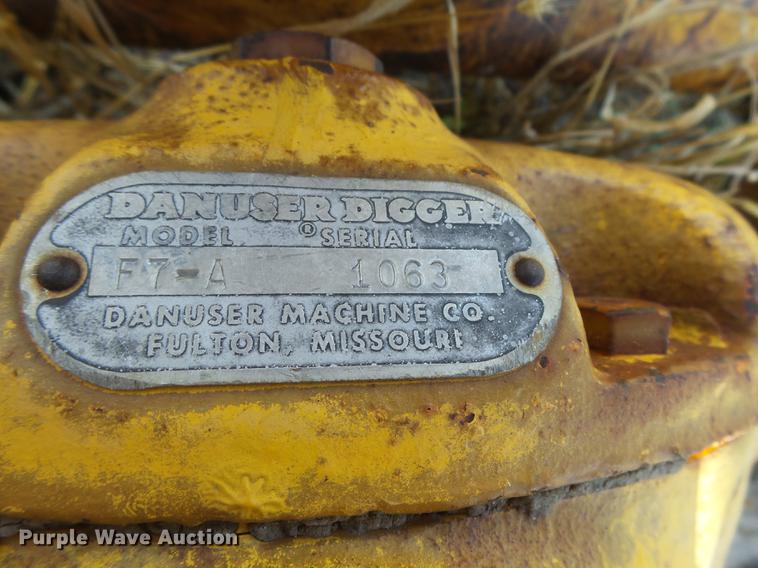 DANUSER DIGGER
MODEL ® SERIAL
F7-A 1063
DANUSER MACHINE CO.
FULTON, MISSOURI
Purple Wave Auction